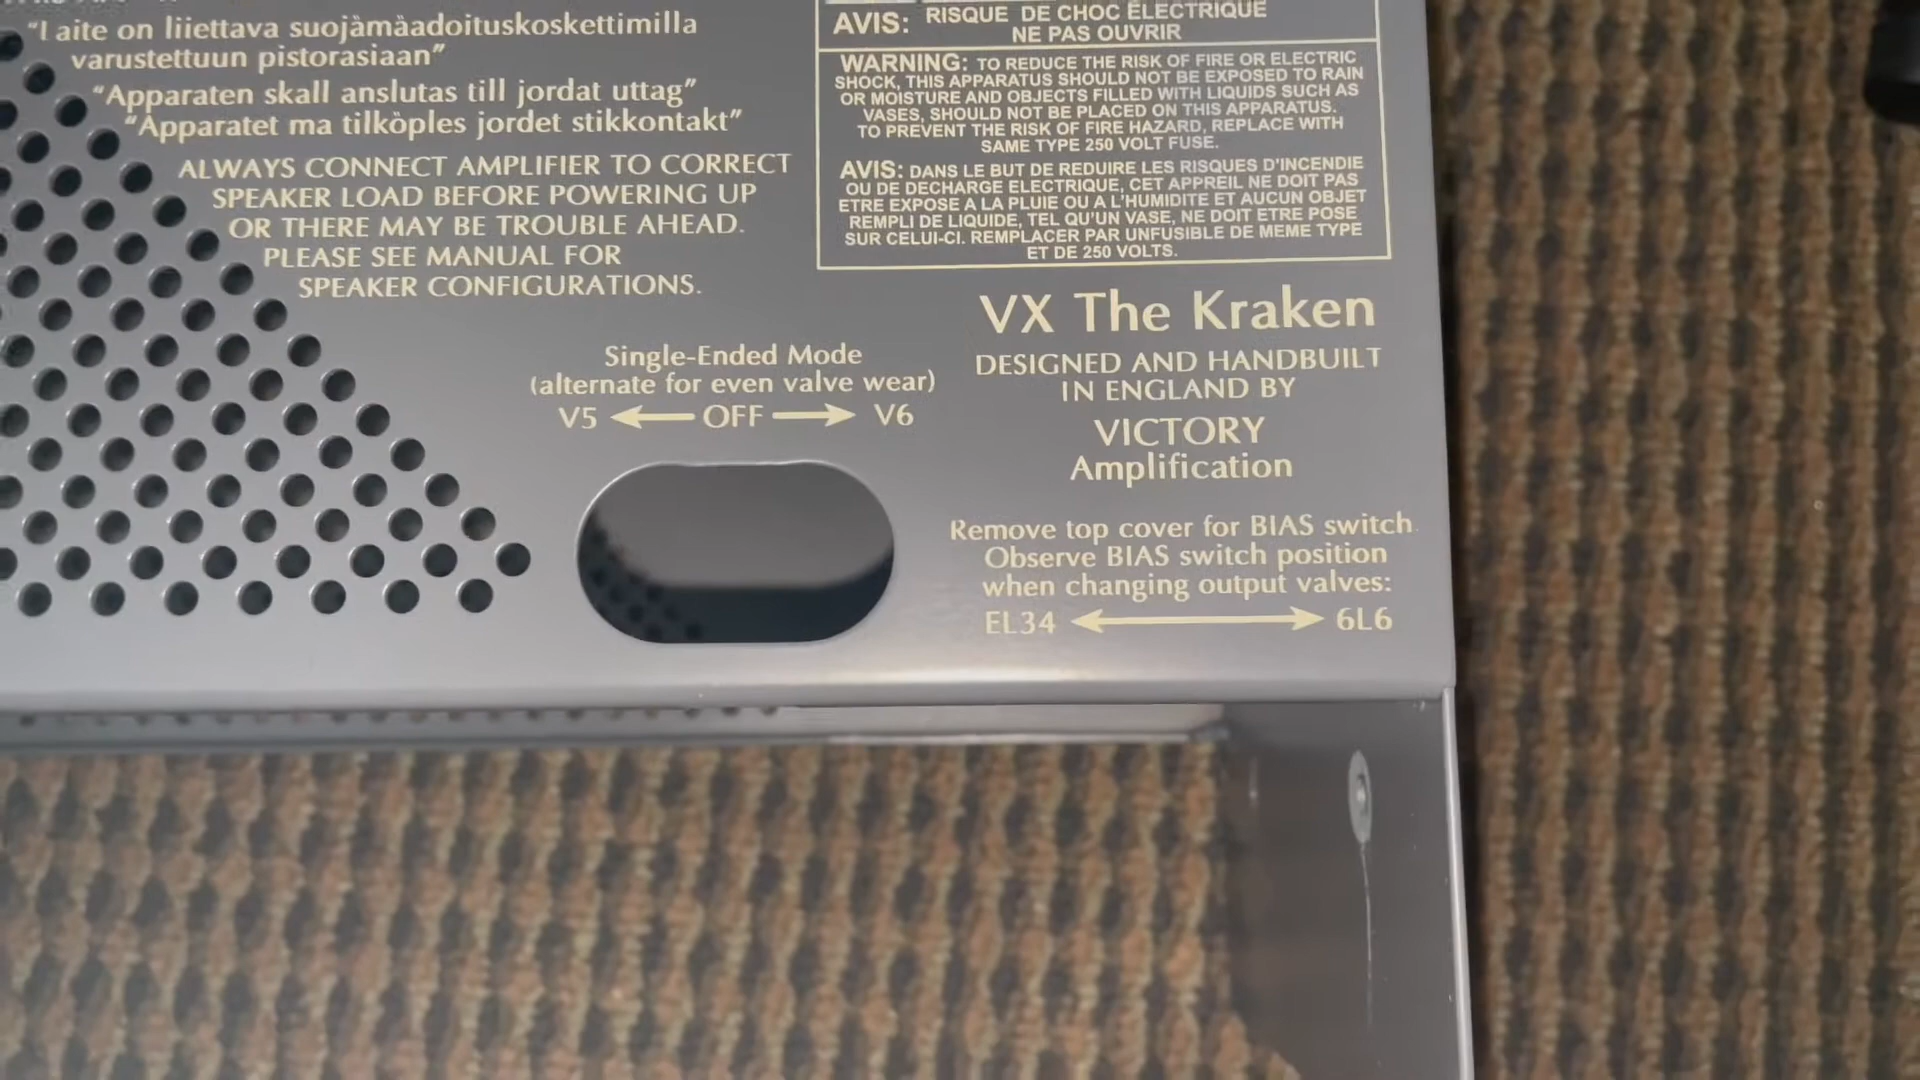 "Laite on liiettava suojàmàadoituskoskettimilla
varustettuun pistorasiaan"
"Apparaten skall anslutas till jordat uttag"
"Apparatet ma tilkòples jordet stikkontakt"
ALWAYS CONNECT AMPLIFIER TO CORRECT
SPEAKER LOAD BEFORE POWERING UP
OR THERE MAY BE TROUBLE AHEAD.
PLEASE SEE MANUAL FOR
SPEAKER CONFIGURATIONS.
AVIS: RISQUE DE CHOC ÉLECTRIQUE
NE PAS OUVRIR
WARNING: TO REDUCE THE RISK OF FIRE OR ELECTRIC
SHOCK, THIS APPARATUS SHOULD NOT BE EXPOSED TO RAIN
OR MOISTURE AND OBJECTS FILLED WITH LIQUIDS SUCH AS
VASES, SHOULD NOT BE PLACED ON THIS APPARATUS.
TO PREVENT THE RISK OF FIRE HAZARD, REPLACE WITH
SAME TYPE 250 VOLT FUSE.
AVIS: DANS LE BUT DE REDUIRE LES RISQUES D'INCENDIE
OU DE DECHARGE ELECTRIQUE, CET APPREIL NE DOIT PAS
ETRE EXPOSE A LA PLUIE OU A L'HUMIDITE ET AUCUN OBJET
REMPLI DE LIQUIDE, TEL QU'UN VASE, NE DOIT ETRE POSE
SUR CELUI-CI. REMPLACER PAR UNFUSIBLE DE MEME TYPE
ET DE 250 VOLTS.
VX The Kraken
DESIGNED AND HANDBUILT
IN ENGLAND BY
VICTORY
Amplification
Single-Ended Mode
(alternate for even valve wear)
V5 OFF V6
Remove top cover for BIAS switch
Observe BIAS switch position
when changing output valves:
EL34 6L6